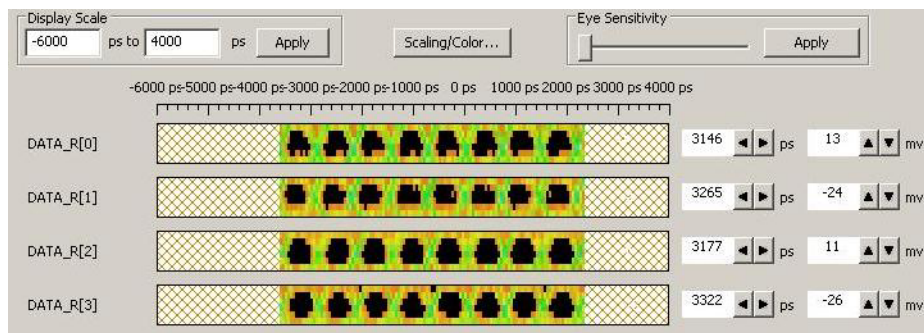 Display Scale
-6000 ps to 4000 ps Apply
Scaling/Color...
Eye Sensitivity
Apply
-6000 ps-5000 ps-4000 ps-3000 ps-2000 ps-1000 ps 0 ps 1000 ps 2000 ps 3000 ps 4000 ps
DATA_R[0] 3146 ps 13 mv
DATA_R[1] 3265 ps -24 mv
DATA_R[2] 3177 ps 11 mv
DATA_R[3] 3322 ps -26 mv